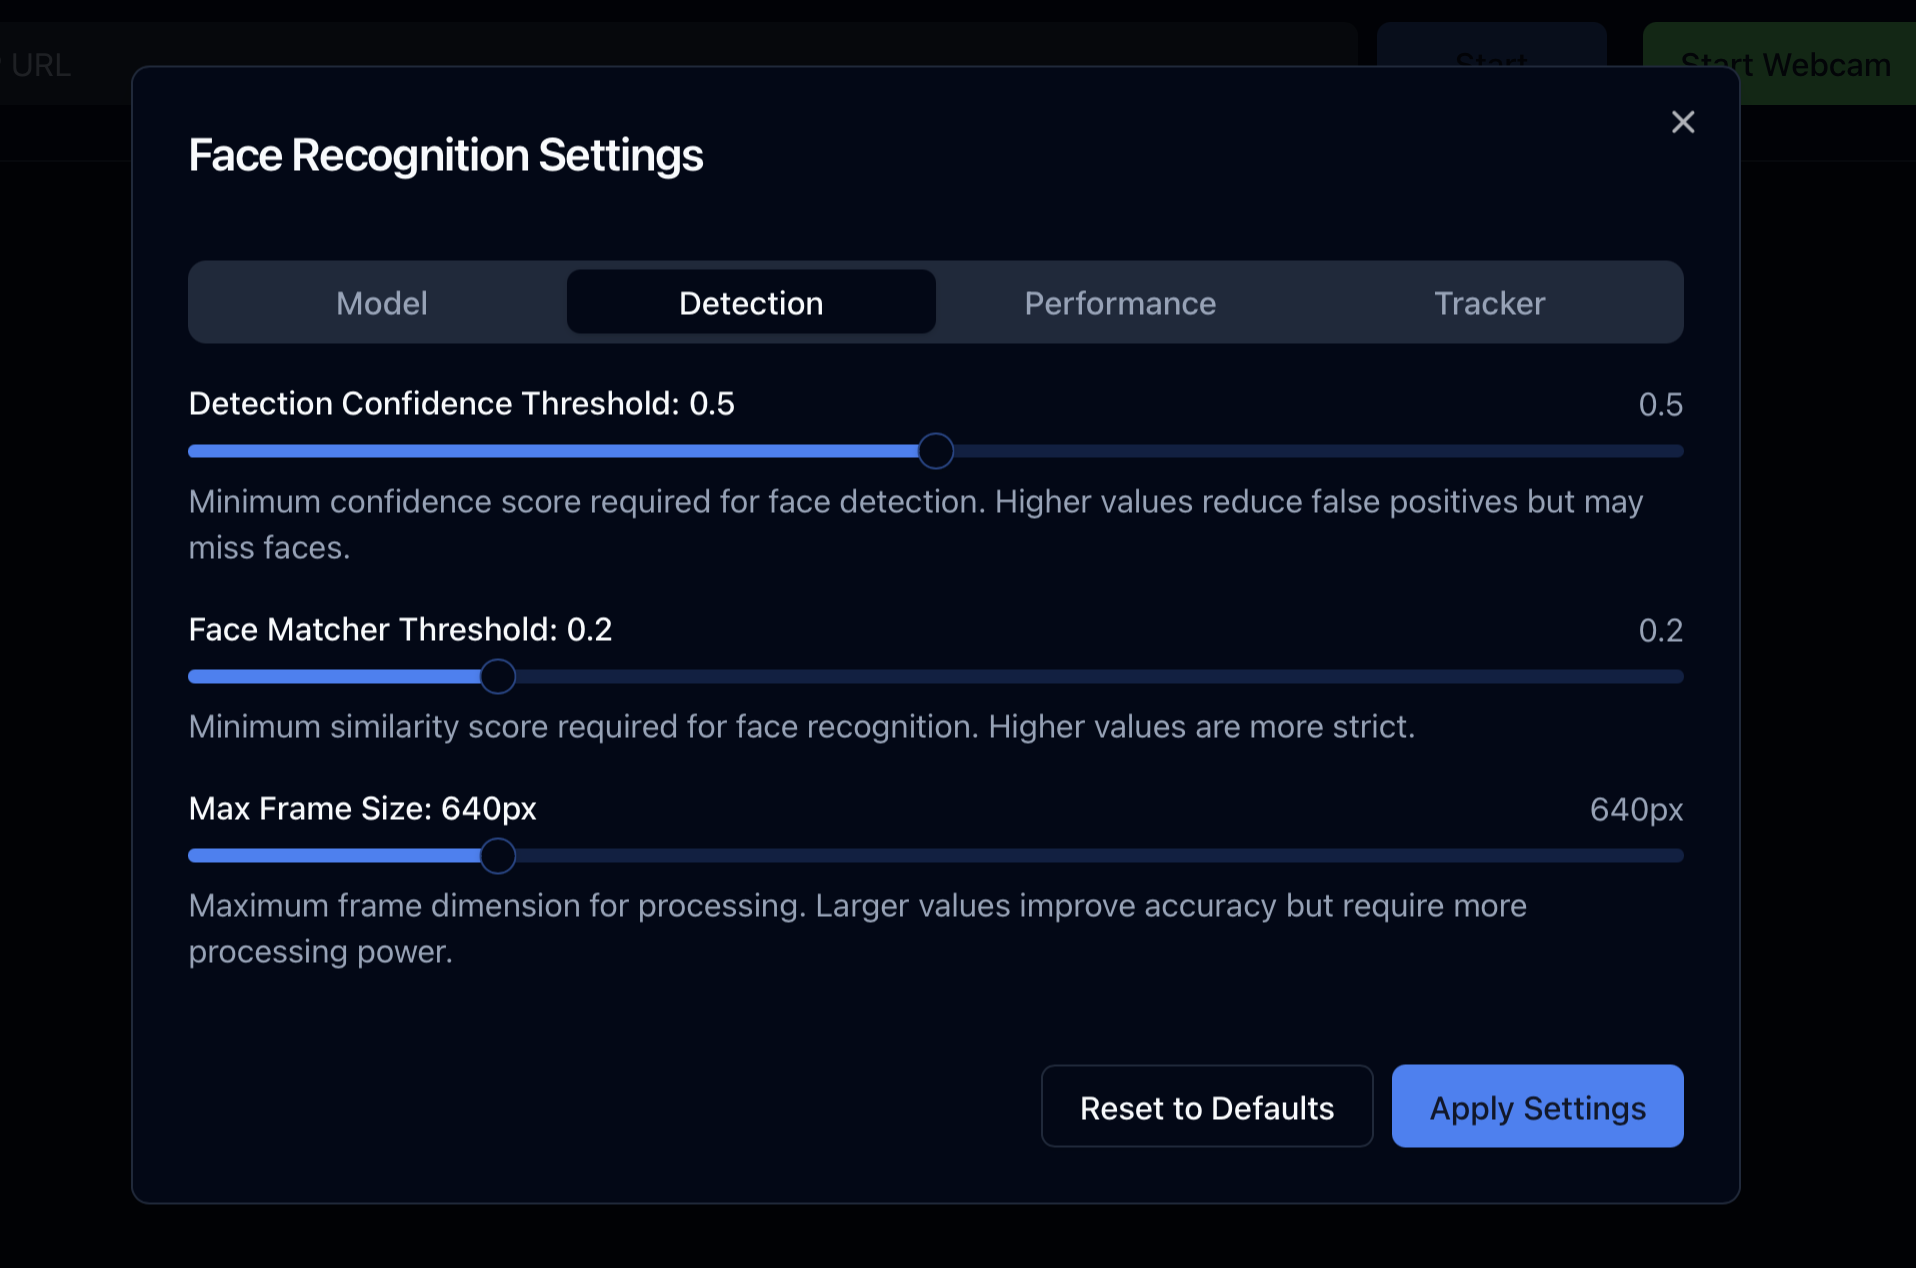 URL
Start
Start Webcam
Face Recognition Settings
Model
Detection
Performance
Tracker
Detection Confidence Threshold: 0.5
0.5
Minimum confidence score required for face detection. Higher values reduce false positives but may
miss faces.
Face Matcher Threshold: 0.2
0.2
Minimum similarity score required for face recognition. Higher values are more strict.
Max Frame Size: 640px
640px
Maximum frame dimension for processing. Larger values improve accuracy but require more
processing power.
Reset to Defaults
Apply Settings